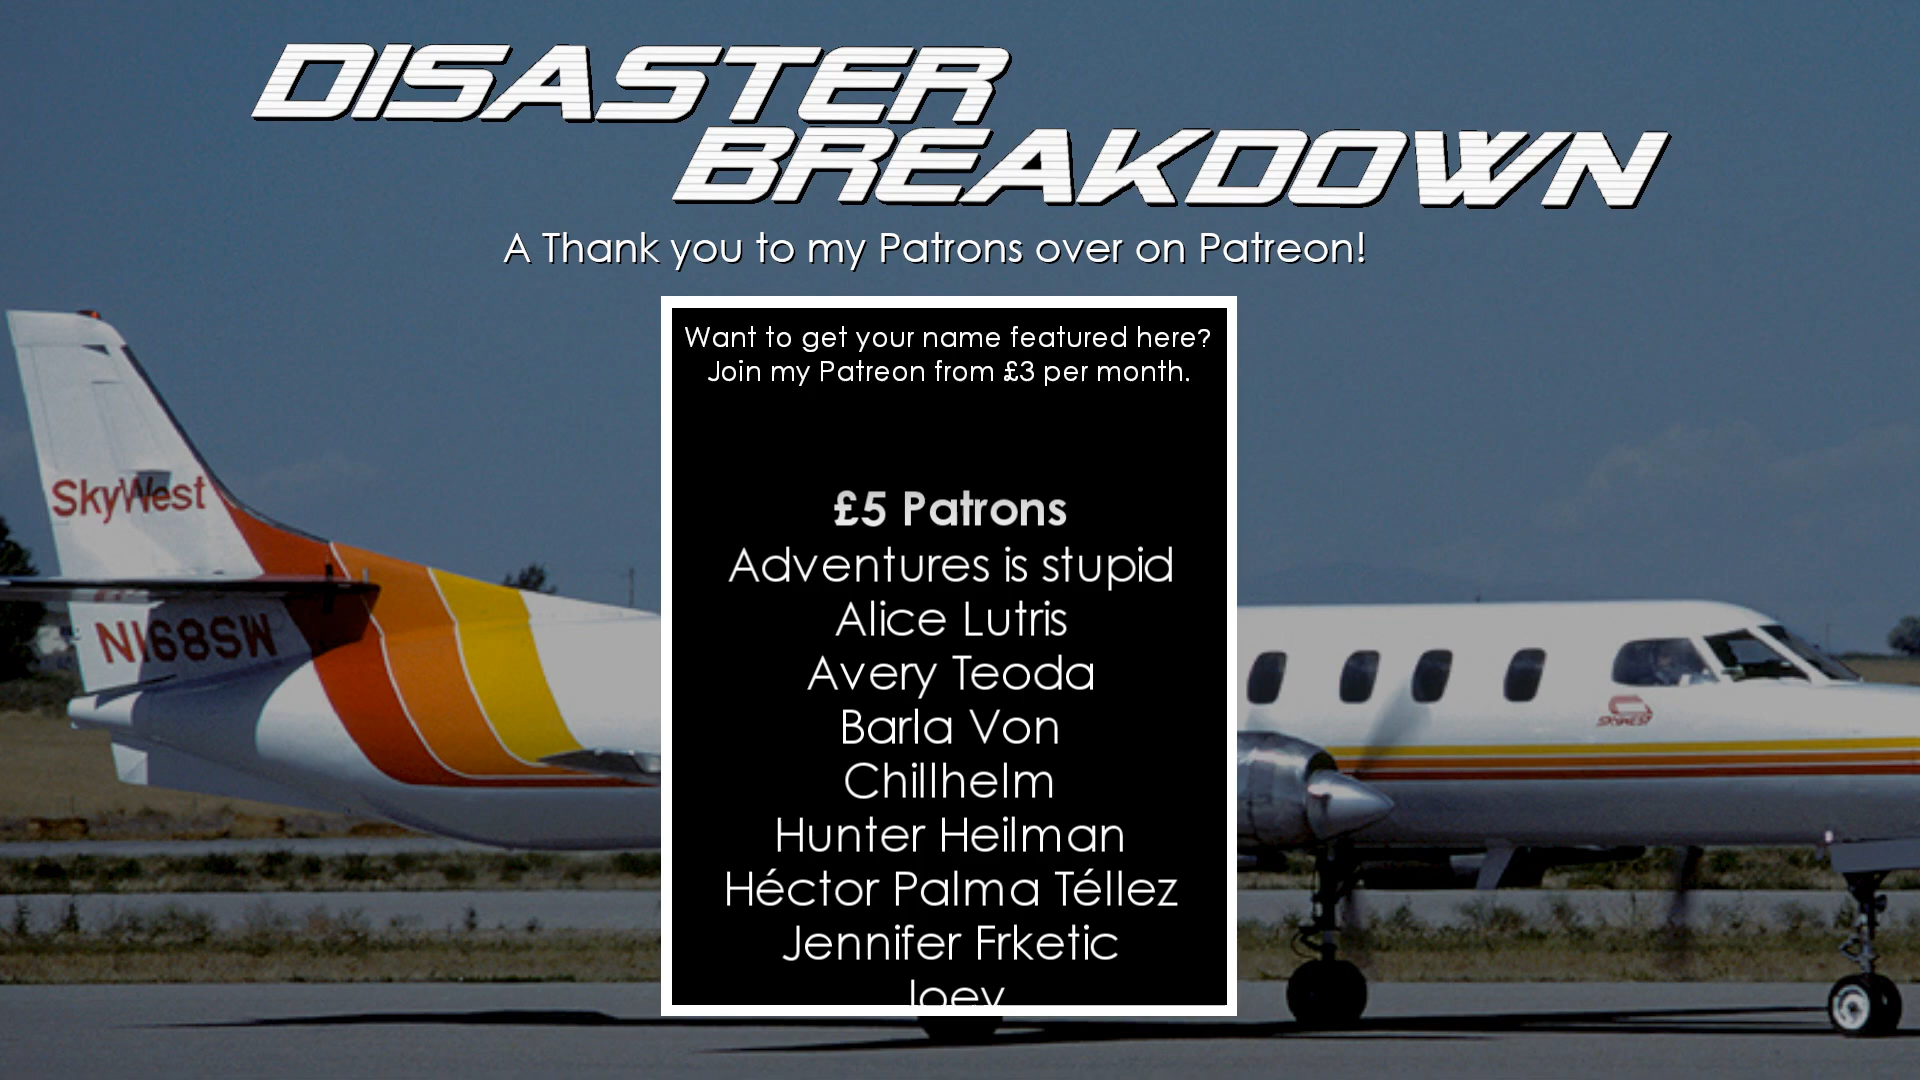 DISASTER
BREAKDOWN
A Thank you to my Patrons over on Patreon!
Want to get your name featured here?
Join my Patreon from £3 per month.
£5 Patrons
Adventures is stupid
Alice Lutris
Avery Teoda
Barla Von
Chillhelm
Hunter Heilman
Héctor Palma Téllez
Jennifer Frketic
Joey
SkyWest
N168SW
SKYWEST